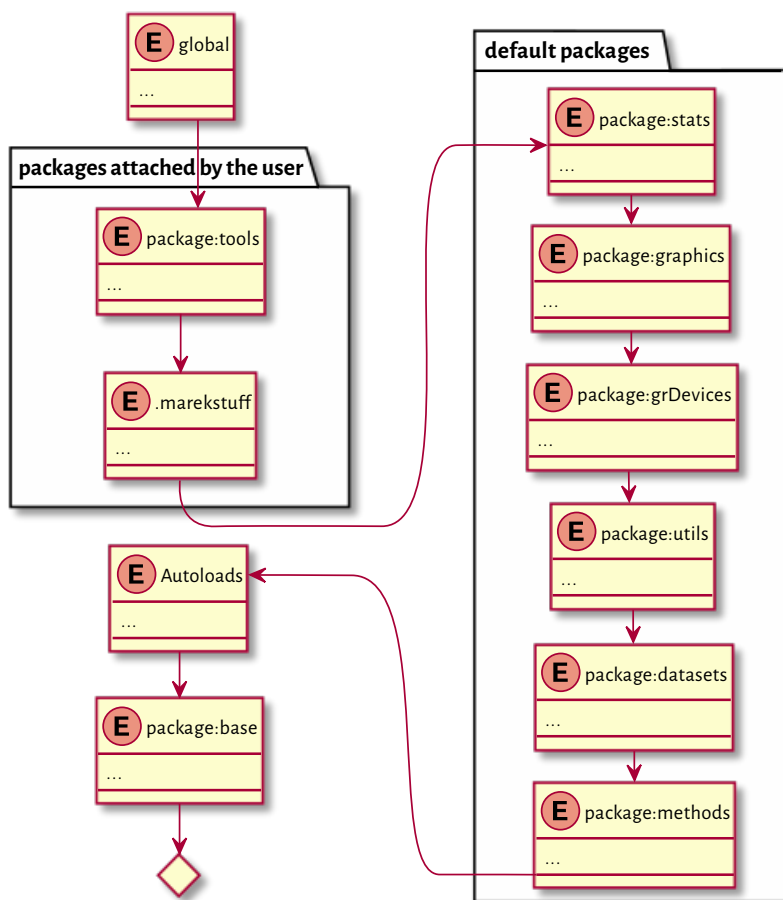 E global
...
packages attached by the user
E package:tools
...
E .marekstuff
...
default packages
E package:stats
...
E package:graphics
...
E package:grDevices
...
E package:utils
...
E package:datasets
...
E package:methods
...
E Autoloads
...
E package:base
...